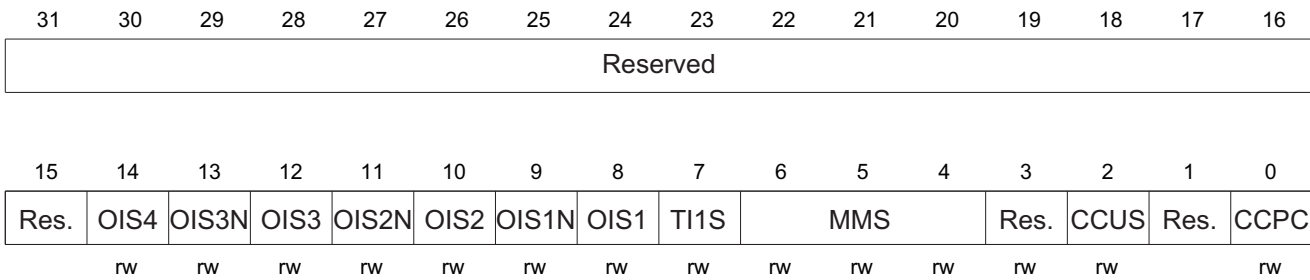 31 30 29 28 27 26 25 24 23 22 21 20 19 18 17 16
Reserved
15 14 13 12 11 10 9 8 7 6 5 4 3 2 1 0
Res. OIS4 OIS3N OIS3 OIS2N OIS2 OIS1N OIS1 TI1S MMS Res. CCUS Res. CCPC
rw rw rw rw rw rw rw rw rw rw rw rw rw rw